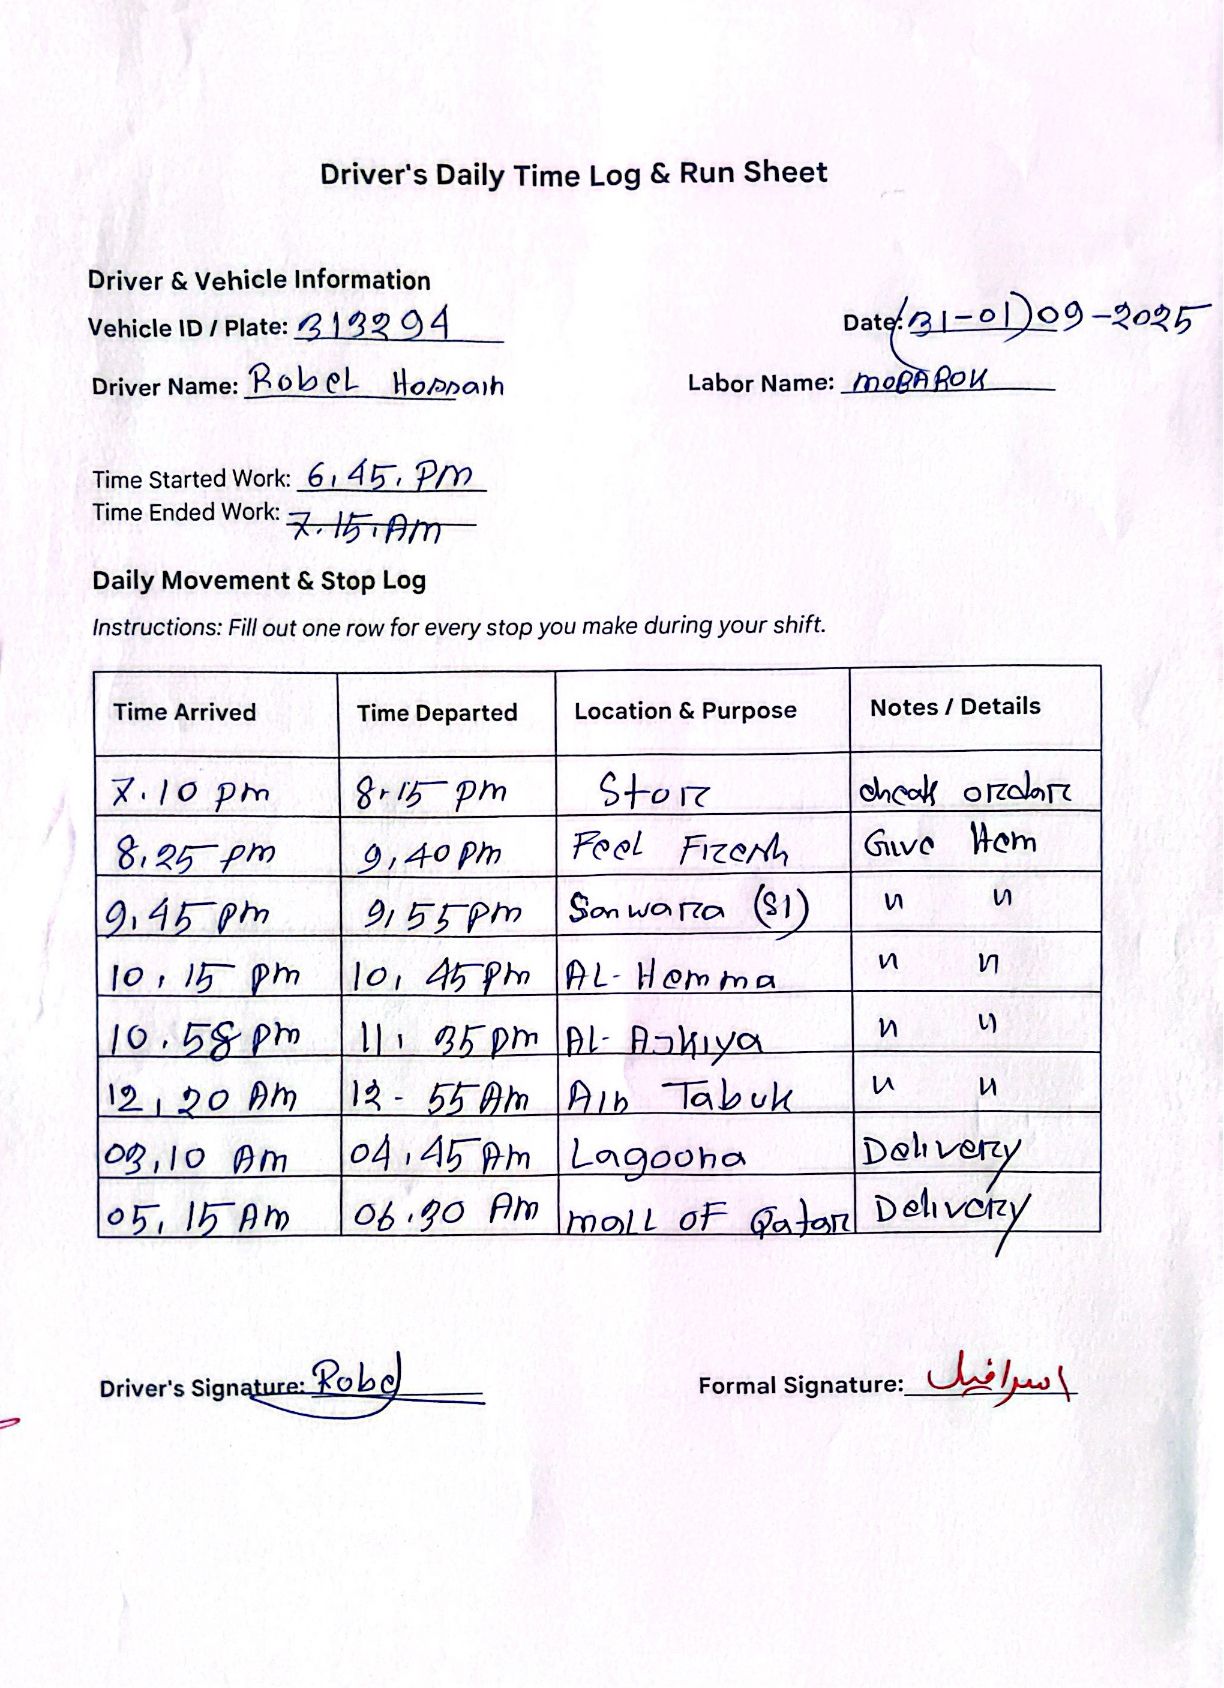 Driver's Daily Time Log & Run Sheet
Driver & Vehicle Information
Vehicle ID / Plate: 313294
Date: (31-01) 09-2025
Driver Name: Robel Hossain
Labor Name: MOBAROK
Time Started Work: 6,45, PM
Time Ended Work: 7.15, Am
Daily Movement & Stop Log
Instructions: Fill out one row for every stop you make during your shift.
Time Arrived Time Departed Location & Purpose Notes / Details
7.10 pm 8.15 pm Stor cheak ordar
8,25 pm 9,40 pm Feel Fresh Give Hem
9,45 pm 9,55 pm Sanwara (S1) " "
10,15 pm 10,45 pm AL-Hemma " "
10.58 pm 11, 35 pm AL- " "
12,20 Am 12-55 Am Ain Tabuk " "
03,10 Am 04,45 Am Lagoona Delivery
05,15 Am 06.30 Am mall OF Qatar Delivery
Driver's Signature: Robel
Formal Signature: اسرافیل